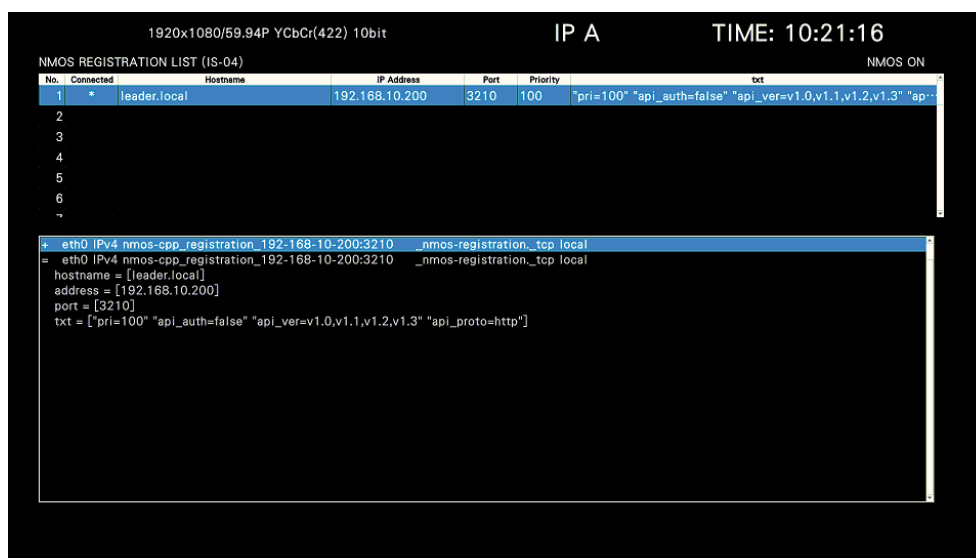 1920x1080/59.94P YCbCr(422) 10bit IP A TIME: 10:21:16
NMOS REGISTRATION LIST (IS-04) NMOS ON
No. Connected Hostname IP Address Port Priority txt
1 * leader.local 192.168.10.200 3210 100 "pri=100" "api_auth=false" "api_ver=v1.0,v1.1,v1.2,v1.3" "ap···
2
3
4
5
6
+ eth0 IPv4 nmos-cpp_registration_192-168-10-200:3210 _nmos-registration._tcp local
= eth0 IPv4 nmos-cpp_registration_192-168-10-200:3210 _nmos-registration._tcp local
hostname = [leader.local]
address = [192.168.10.200]
port = [3210]
txt = ["pri=100" "api_auth=false" "api_ver=v1.0,v1.1,v1.2,v1.3" "api_proto=http"]